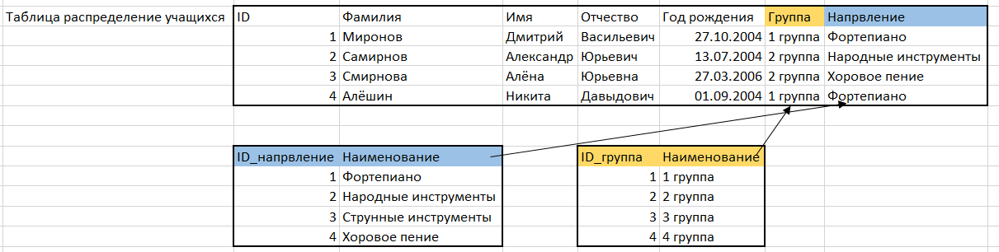 Таблица распределение учащихся ID Фамилия Имя Отчество Год рождения Группа Напрвление
1 Миронов Дмитрий Васильевич 27.10.2004 1 группа Фортепиано
2 Самирнов Александр Юрьевич 13.07.2004 2 группа Народные инструменты
3 Смирнова Алёна Юрьевна 27.03.2006 2 группа Хоровое пение
4 Алёшин Никита Давыдович 01.09.2004 1 группа Фортепиано
ID_напрвление Наименование ID_группа Наименование
1 Фортепиано 1 1 группа
2 Народные инструменты 2 2 группа
3 Струнные инструменты 3 3 группа
4 Хоровое пение 4 4 группа